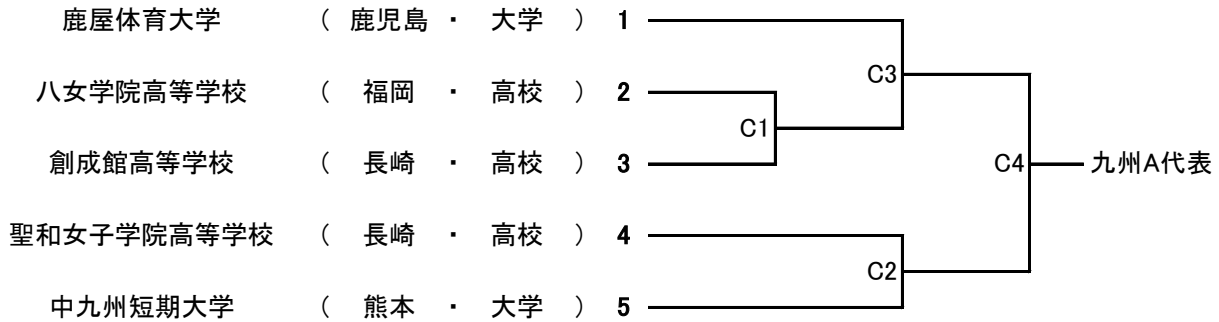 鹿屋体育大学 ( 鹿児島 ・ 大学 ) 1
C3
八女学院高等学校 ( 福岡 ・ 高校 ) 2
C1
創成館高等学校 ( 長崎 ・ 高校 ) 3
C4 九州A代表
聖和女子学院高等学校 ( 長崎 ・ 高校 ) 4
C2
中九州短期大学 ( 熊本 ・ 大学 ) 5